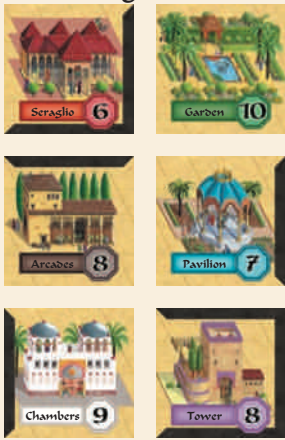 Seraglio 6
Garden 10
Arcades 8
Pavilion 7
Chambers 9
Tower 8